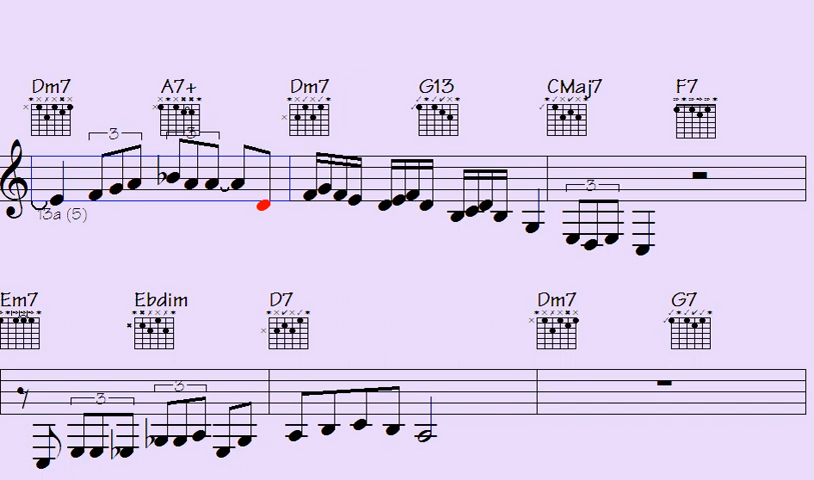 Dm7 A7+ Dm7 G13 CMaj7 F7
3 3
13a (5)
3
Em7 Ebdim D7 Dm7 G7
3 3